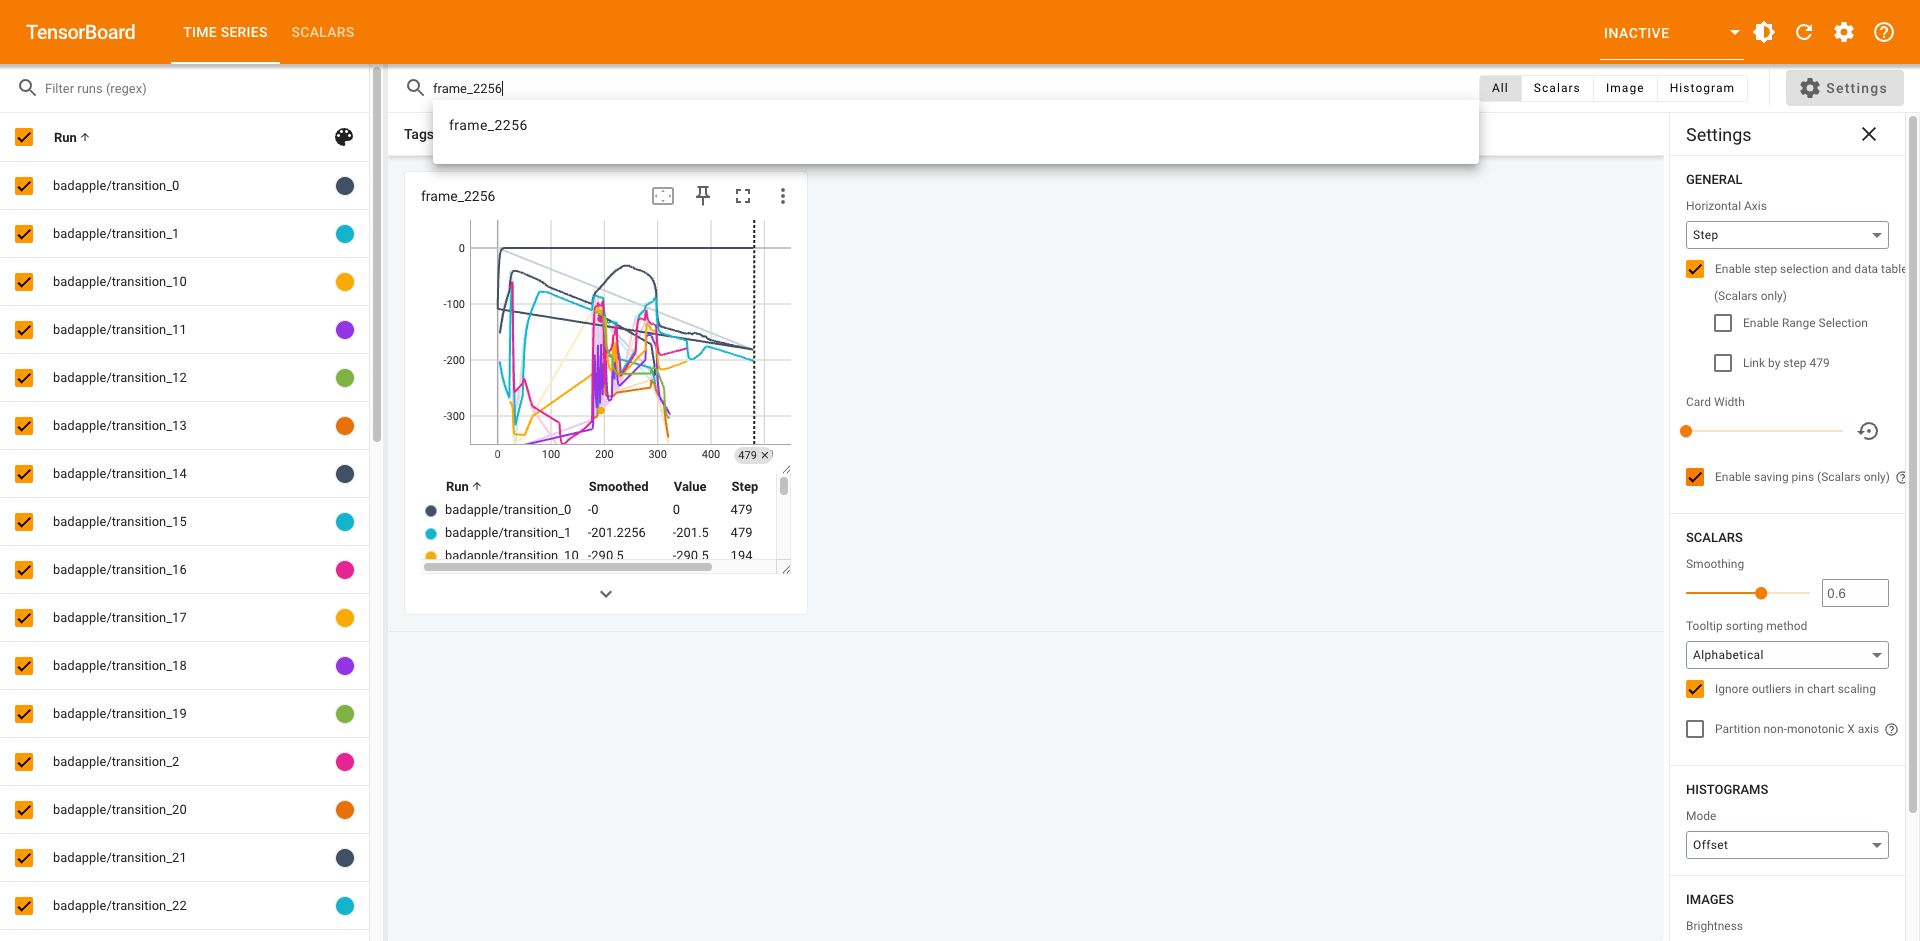 TensorBoard
TIME SERIES
SCALARS
INACTIVE
Filter runs (regex)
frame_2256
All
Scalars
Image
Histogram
Settings
frame_2256
Run
Tags
Settings
badapple/transition_0
badapple/transition_1
badapple/transition_10
badapple/transition_11
badapple/transition_12
badapple/transition_13
badapple/transition_14
badapple/transition_15
badapple/transition_16
badapple/transition_17
badapple/transition_18
badapple/transition_19
badapple/transition_2
badapple/transition_20
badapple/transition_21
badapple/transition_22
frame_2256
0
-100
-200
-300
0 100 200 300 400 479
Run Smoothed Value Step
badapple/transition_0 -0 0 479
badapple/transition_1 -201.2256 -201.5 479
badapple/transition_10 -290.5 -290.5 194
GENERAL
Horizontal Axis
Step
Enable step selection and data table
(Scalars only)
Enable Range Selection
Link by step 479
Card Width
Enable saving pins (Scalars only)
SCALARS
Smoothing
0.6
Tooltip sorting method
Alphabetical
Ignore outliers in chart scaling
Partition non-monotonic X axis
HISTOGRAMS
Mode
Offset
IMAGES
Brightness